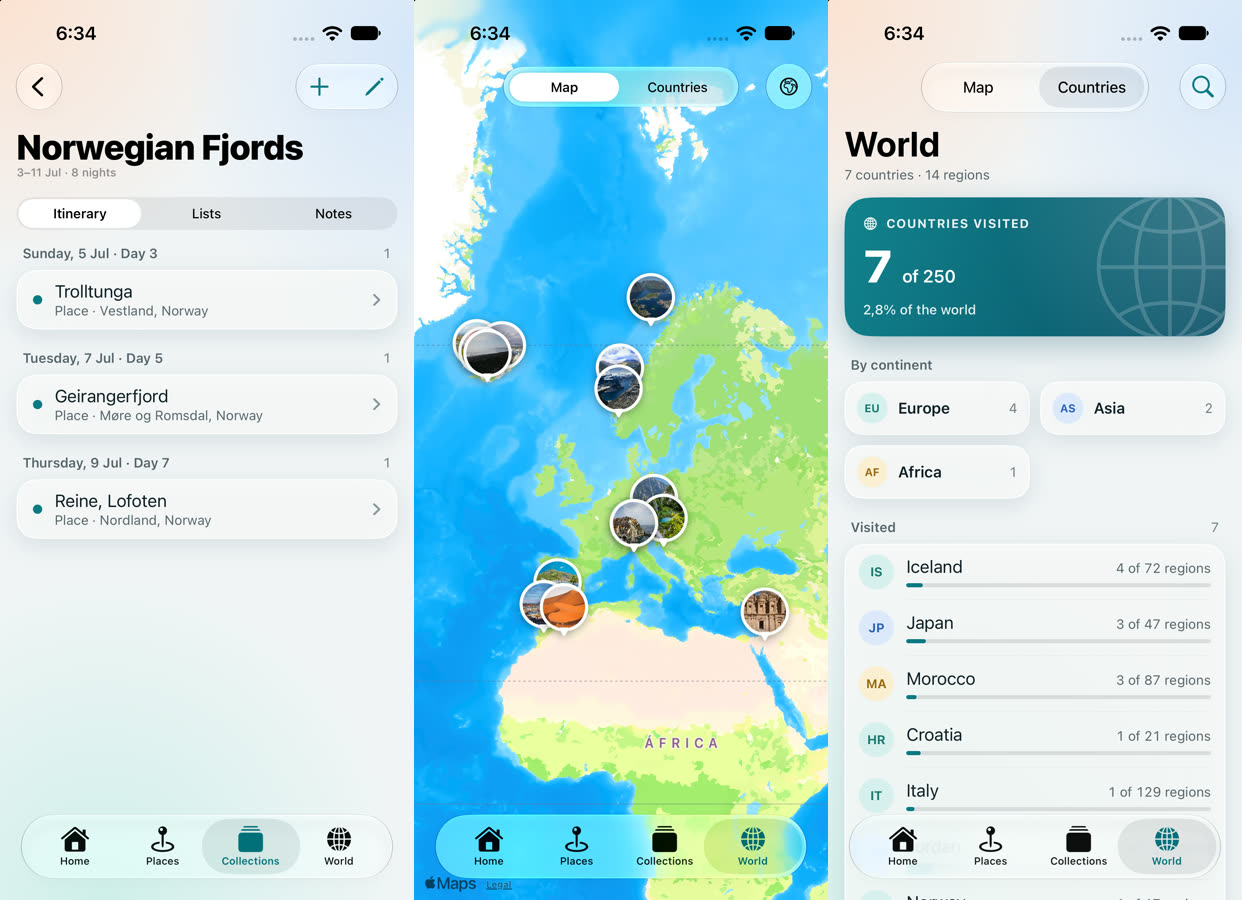 6:34
Norwegian Fjords
3–11 Jul · 8 nights
Itinerary
Lists
Notes
Sunday, 5 Jul · Day 3
1
Trolltunga
Place · Vestland, Norway
Tuesday, 7 Jul · Day 5
1
Geirangerfjord
Place · Møre og Romsdal, Norway
Thursday, 9 Jul · Day 7
1
Reine, Lofoten
Place · Nordland, Norway
Home
Places
Collections
World
6:34
Map
Countries
ÁFRICA
Home
Places
Collections
World
Maps
Legal
6:34
Map
Countries
World
7 countries · 14 regions
COUNTRIES VISITED
7 of 250
2,8% of the world
By continent
EU
Europe
4
AS
Asia
2
AF
Africa
1
Visited
7
IS
Iceland
4 of 72 regions
JP
Japan
3 of 47 regions
MA
Morocco
3 of 87 regions
HR
Croatia
1 of 21 regions
IT
Italy
1 of 129 regions
Home
Places
Collections
World